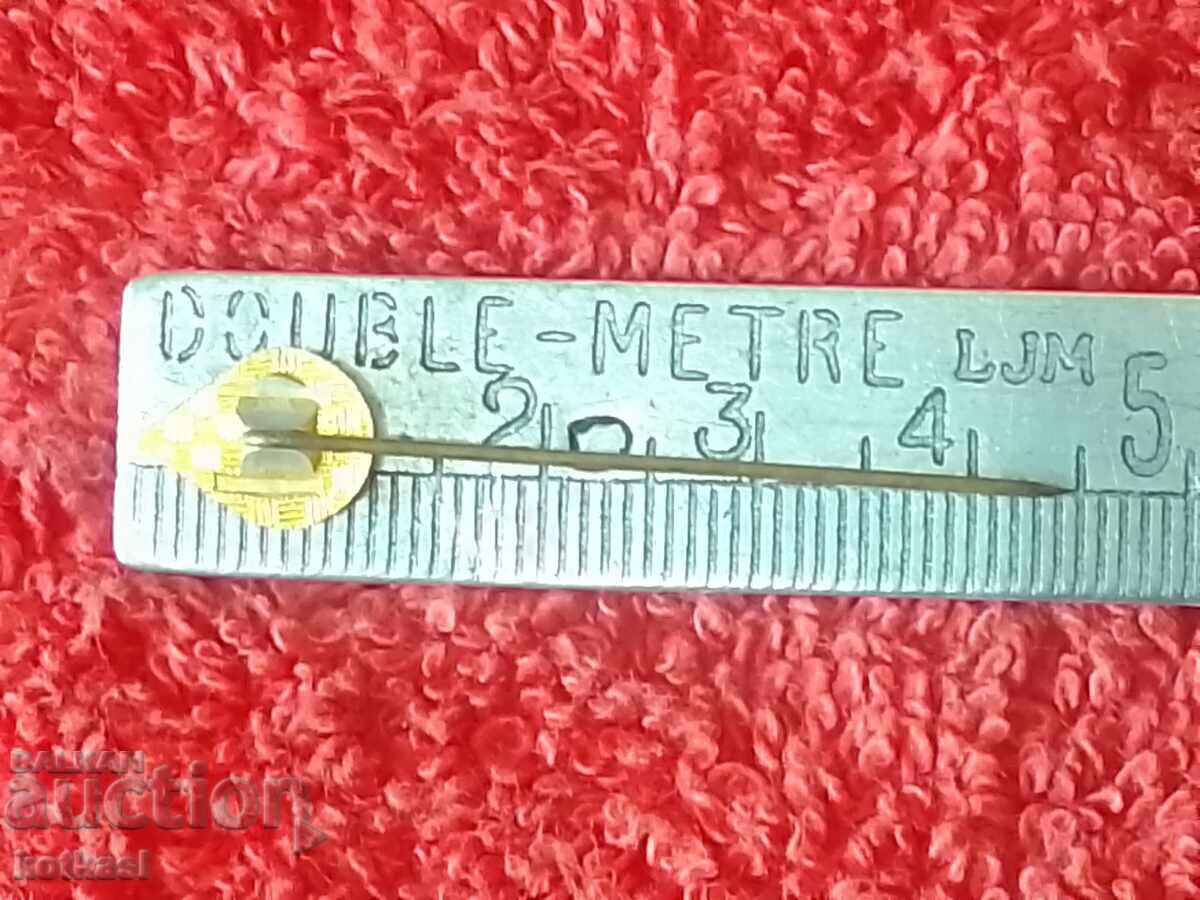 DOUBLE-METRE LJM
2 3 4 5
BALKAN
auction
kotkasl